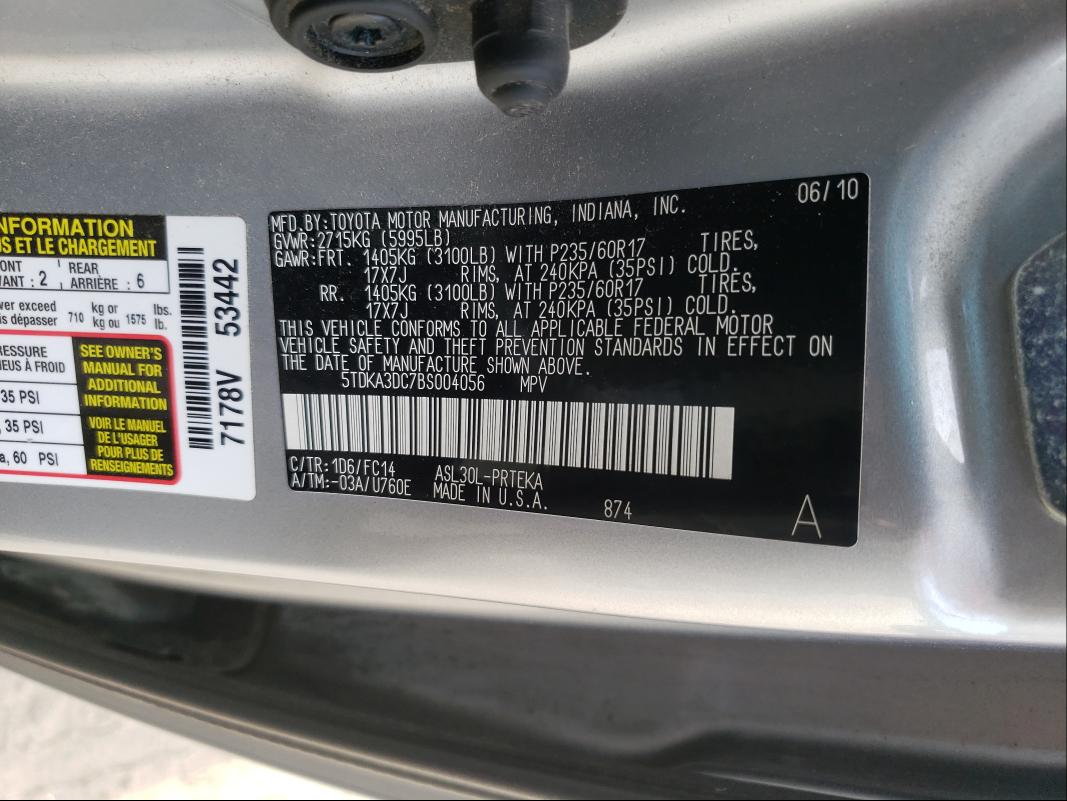 INFORMATION
OS ET LE CHARGEMENT
ONT 2 REAR 6
VANT : ARRIÈRE :
ver exceed kg or lbs.
is dépasser 710 kg ou 1575 lb.
RESSURE
NEUS À FROID
35 PSI
, 35 PSI
a, 60 PSI
SEE OWNER'S
MANUAL FOR
ADDITIONAL
INFORMATION
VOIR LE MANUEL
DE L'USAGER
POUR PLUS DE
RENSEIGNEMENTS
7178V 53442
06/10
MFD.BY:TOYOTA MOTOR MANUFACTURING, INDIANA, INC.
GVWR:2715KG (5995LB)
GAWR:FRT. 1405KG (3100LB) WITH P235/60R17 TIRES,
17X7J RIMS, AT 240KPA (35PSI) COLD.
RR. 1405KG (3100LB) WITH P235/60R17 TIRES,
17X7J RIMS, AT 240KPA (35PSI) COLD.
THIS VEHICLE CONFORMS TO ALL APPLICABLE FEDERAL MOTOR
VEHICLE SAFETY AND THEFT PREVENTION STANDARDS IN EFFECT ON
THE DATE OF MANUFACTURE SHOWN ABOVE.
5TDKA3DC7BS004056 MPV
C/TR:1D6/FC14 ASL30L-PRTEKA
A/TM:-03A/U760E MADE IN U.S.A. 874
A